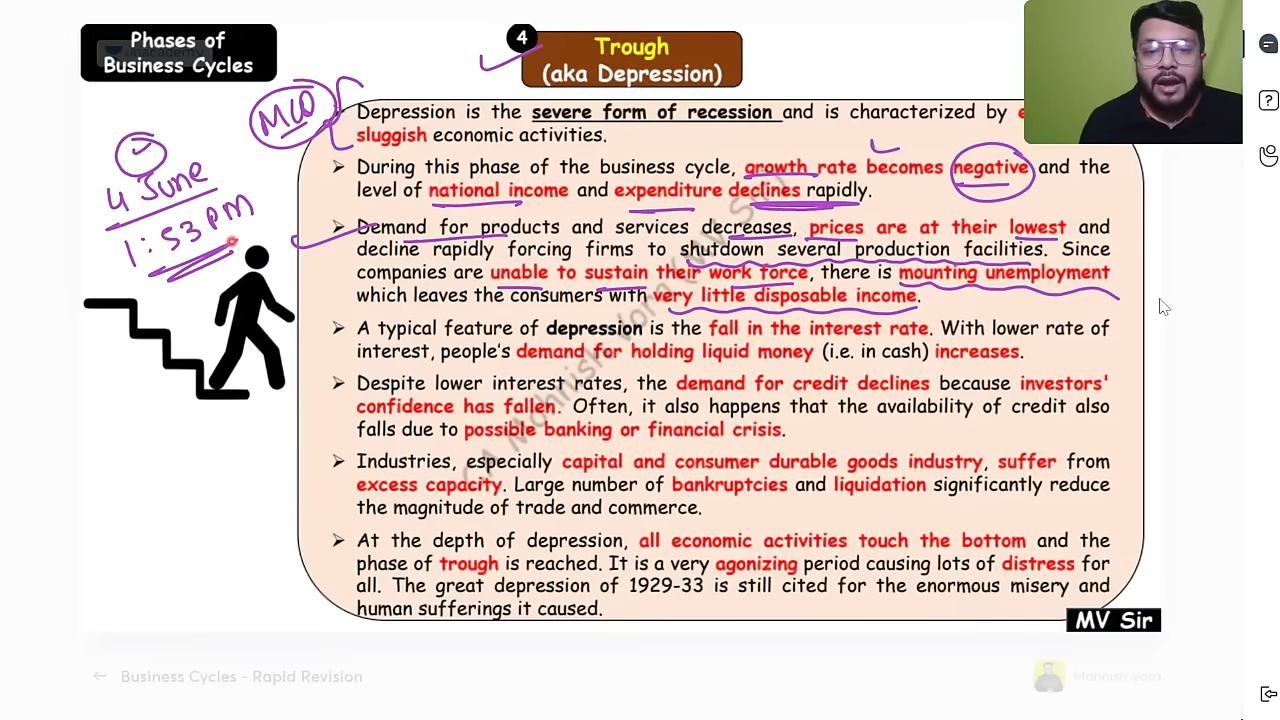 Phases of
Business Cycles
4
Trough
(aka Depression)
MCQ
4 June
1:53 PM
Depression is the severe form of recession and is characterized by
sluggish economic activities.
During this phase of the business cycle, growth rate becomes negative and the
level of national income and expenditure declines rapidly.
Demand for products and services decreases, prices are at their lowest and
decline rapidly forcing firms to shutdown several production facilities. Since
companies are unable to sustain their work force, there is mounting unemployment
which leaves the consumers with very little disposable income.
A typical feature of depression is the fall in the interest rate. With lower rate of
interest, people's demand for holding liquid money (i.e. in cash) increases.
Despite lower interest rates, the demand for credit declines because investors'
confidence has fallen. Often, it also happens that the availability of credit also
falls due to possible banking or financial crisis.
Industries, especially capital and consumer durable goods industry, suffer from
excess capacity. Large number of bankruptcies and liquidation significantly reduce
the magnitude of trade and commerce.
At the depth of depression, all economic activities touch the bottom and the
phase of trough is reached. It is a very agonizing period causing lots of distress for
all. The great depression of 1929-33 is still cited for the enormous misery and
human sufferings it caused.
CA Mohnish Vora (MV Sir)
MV Sir
Business Cycles - Rapid Revision
Mohnish Vora